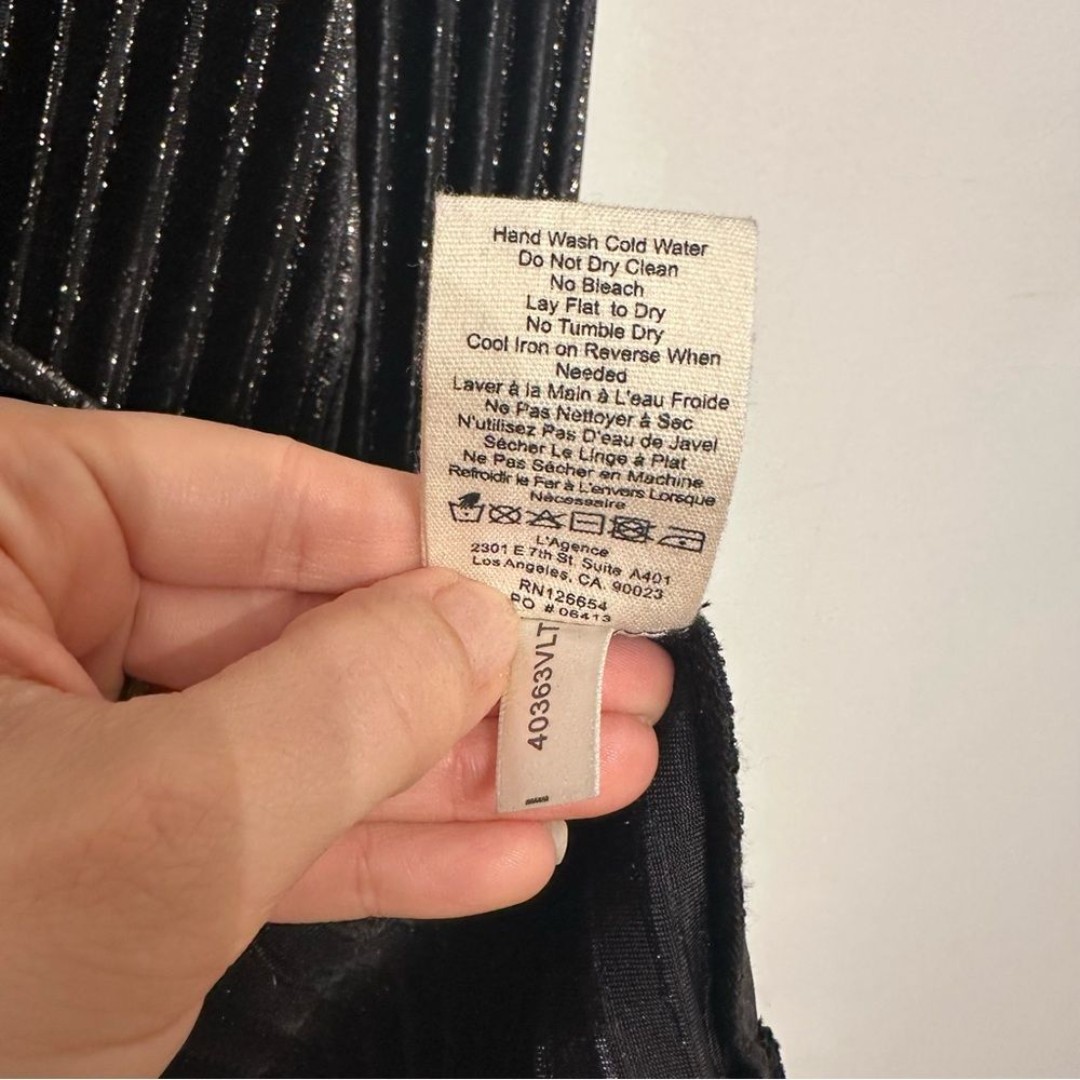 Hand Wash Cold Water
Do Not Dry Clean
No Bleach
Lay Flat to Dry
No Tumble Dry
Cool Iron on Reverse When
Needed
Laver à la Main à L'eau Froide
Ne Pas Nettoyer à Sec
N'utilisez Pas D'eau de Javel
Sécher Le Linge à Plat
Ne Pas Sécher en Machine
Refroidir le Fer à L'envers Lorsque
Nécessaire
L'Agence
2301 E 7th St. Suite A401
Los Angeles, CA. 90023
RN126654
PO # 06413
40363VLT